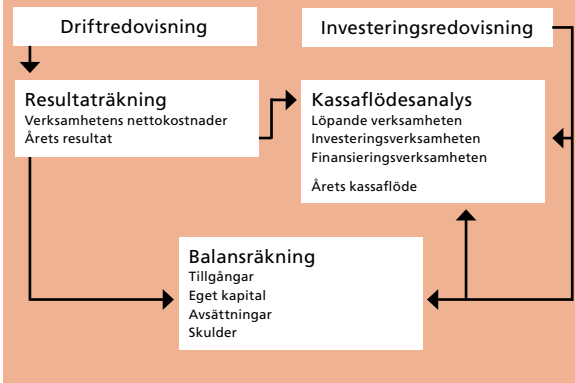 Driftredovisning
Investeringsredovisning
Resultaträkning
Verksamhetens nettokostnader
Årets resultat
Kassaflödesanalys
Löpande verksamheten
Investeringsverksamheten
Finansieringsverksamheten
Årets kassaflöde
Balansräkning
Tillgångar
Eget kapital
Avsättningar
Skulder